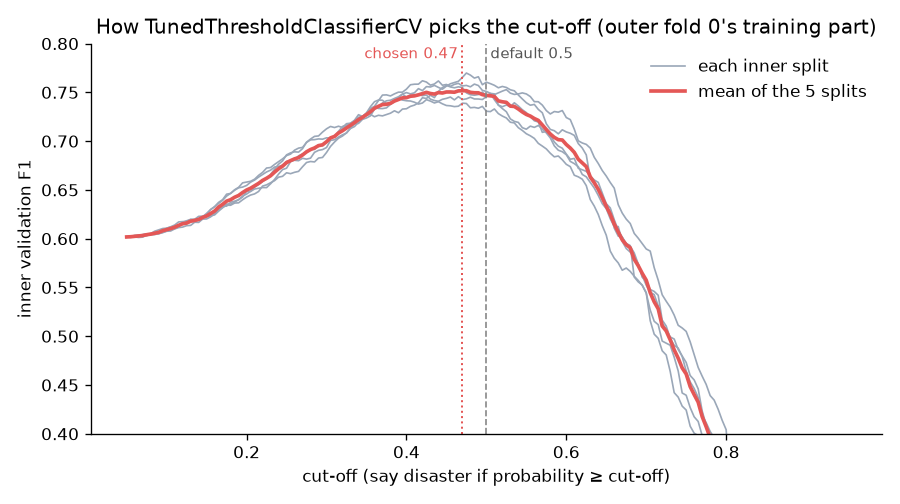 How TunedThresholdClassifierCV picks the cut-off (outer fold 0's training part)
chosen 0.47
default 0.5
each inner split
mean of the 5 splits
inner validation F1
0.80
0.75
0.70
0.65
0.60
0.55
0.50
0.45
0.40
0.2
0.4
0.6
0.8
cut-off (say disaster if probability ≥ cut-off)